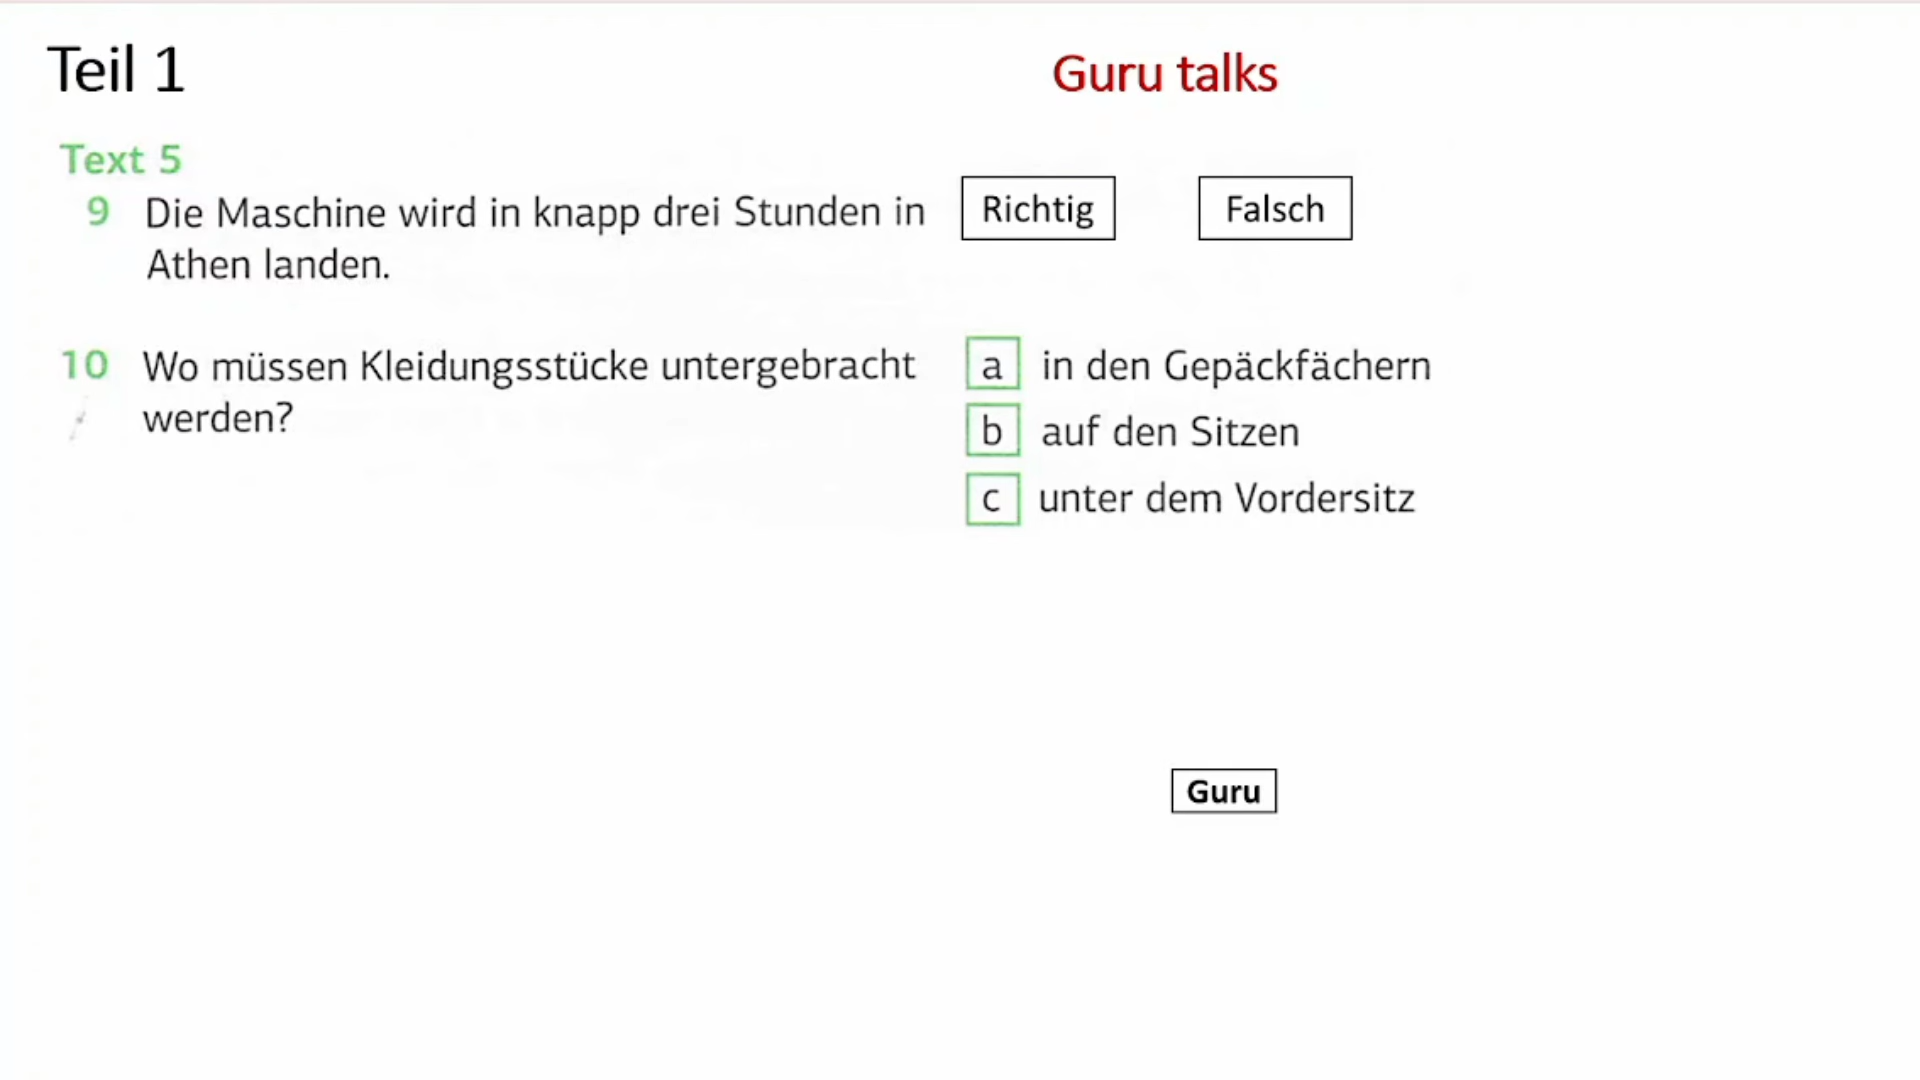 Teil 1
Guru talks
Text 5
9 Die Maschine wird in knapp drei Stunden in
Athen landen.
Richtig
Falsch
10 Wo müssen Kleidungsstücke untergebracht
werden?
a in den Gepäckfächern
b auf den Sitzen
c unter dem Vordersitz
Guru